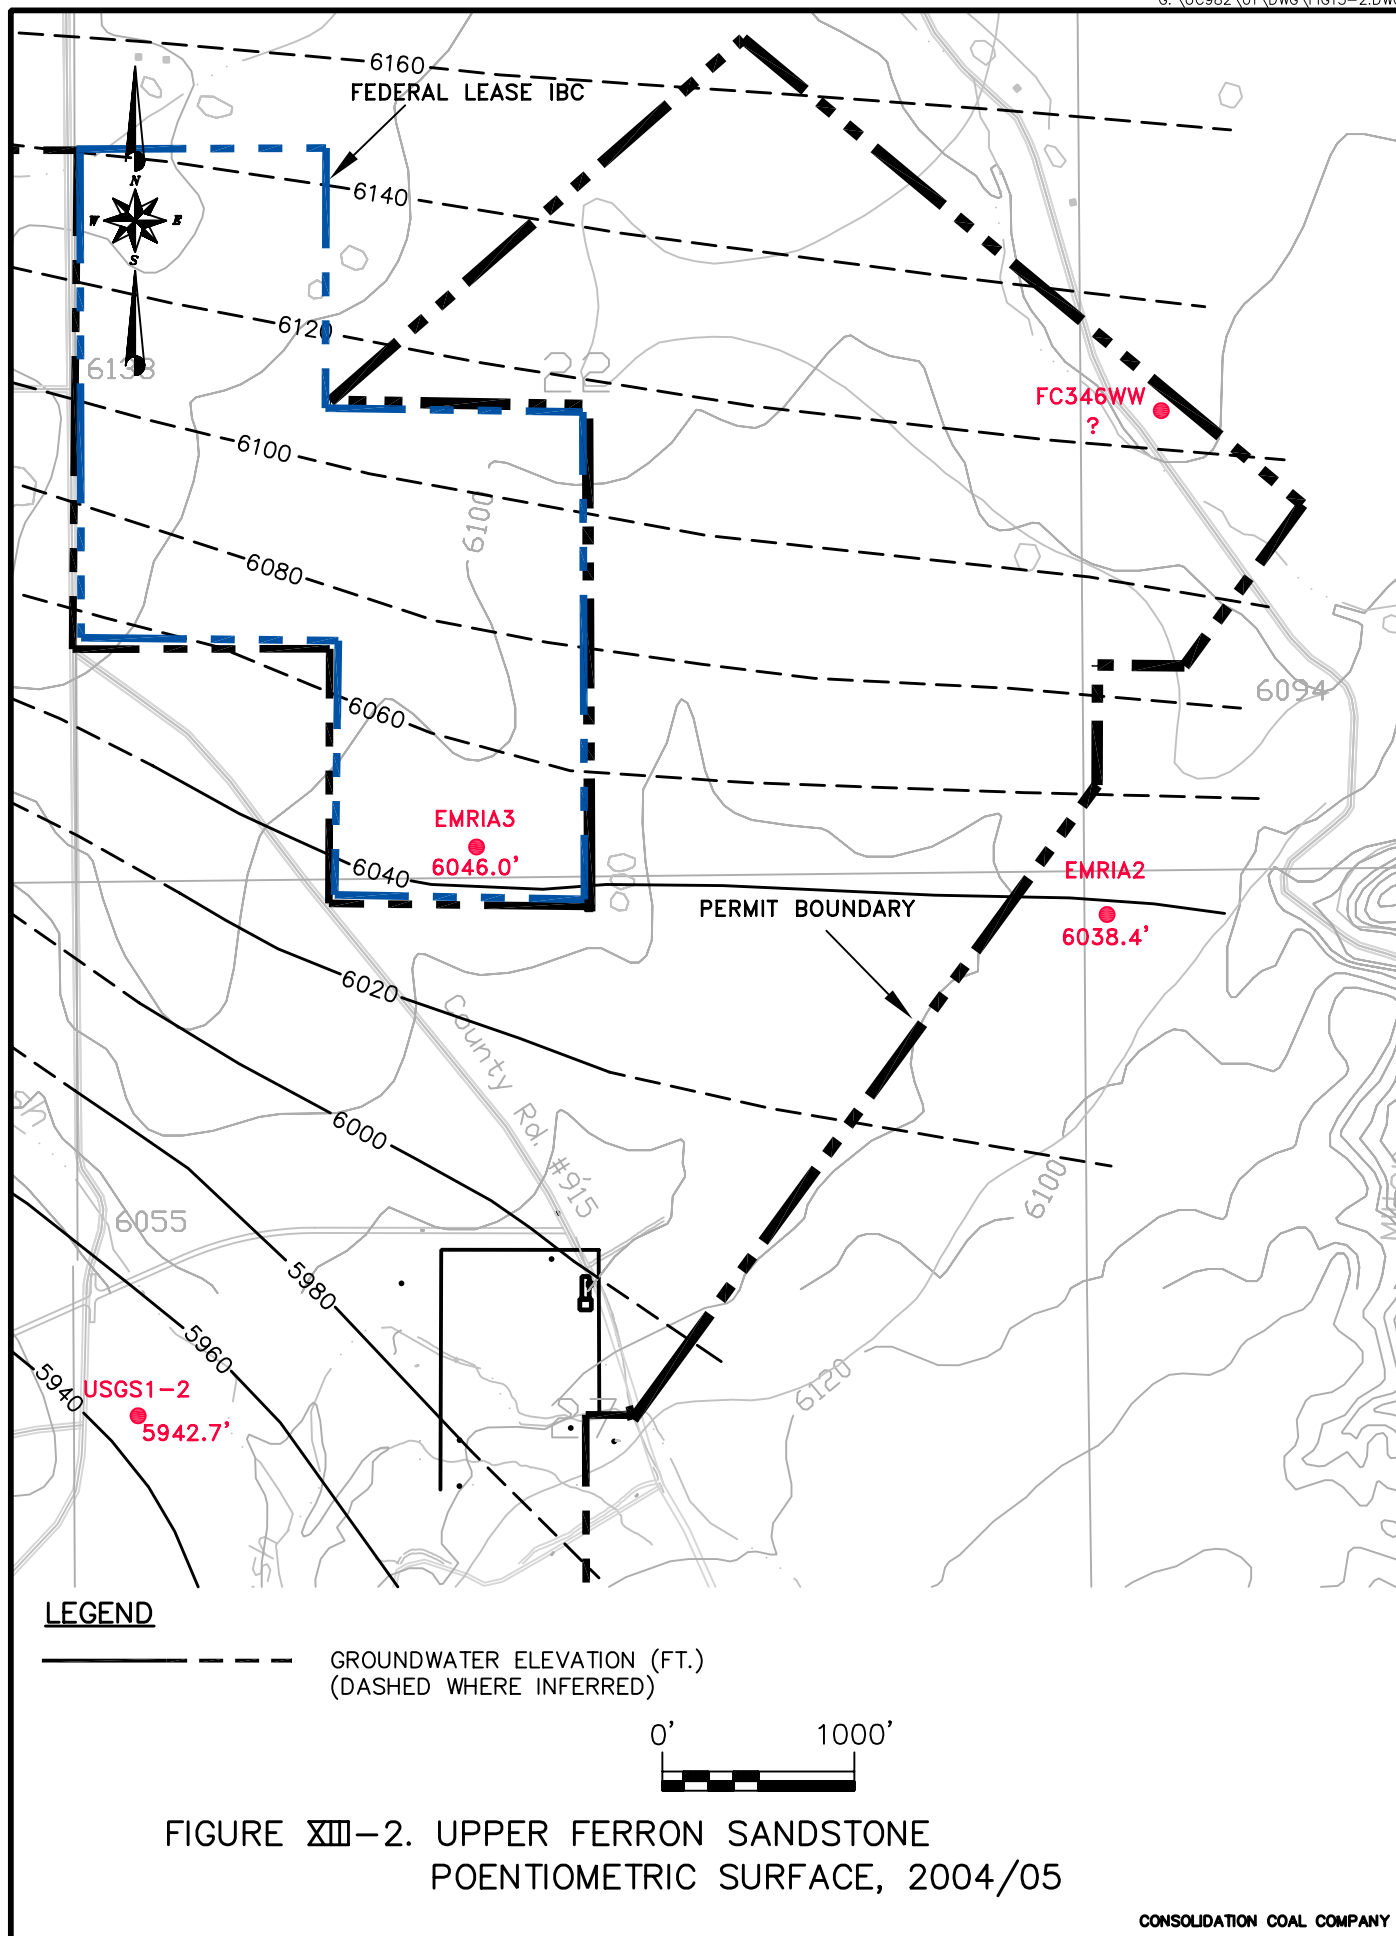 6160
FEDERAL LEASE IBC
N
W E
S
6140
6120
6133
22
FC346WW
?
6100
6100
6080
6094
6060
EMRIA3
6046.0'
6040
EMRIA2
6038.4'
PERMIT BOUNDARY
6020
County Rd. #915
6000
6100
6055
5980
5960
5940
USGS1-2
5942.7'
6120
27
LEGEND
GROUNDWATER ELEVATION (FT.)
(DASHED WHERE INFERRED)
0' 1000'
FIGURE XIII-2. UPPER FERRON SANDSTONE
POENTIOMETRIC SURFACE, 2004/05
CONSOLIDATION COAL COMPANY